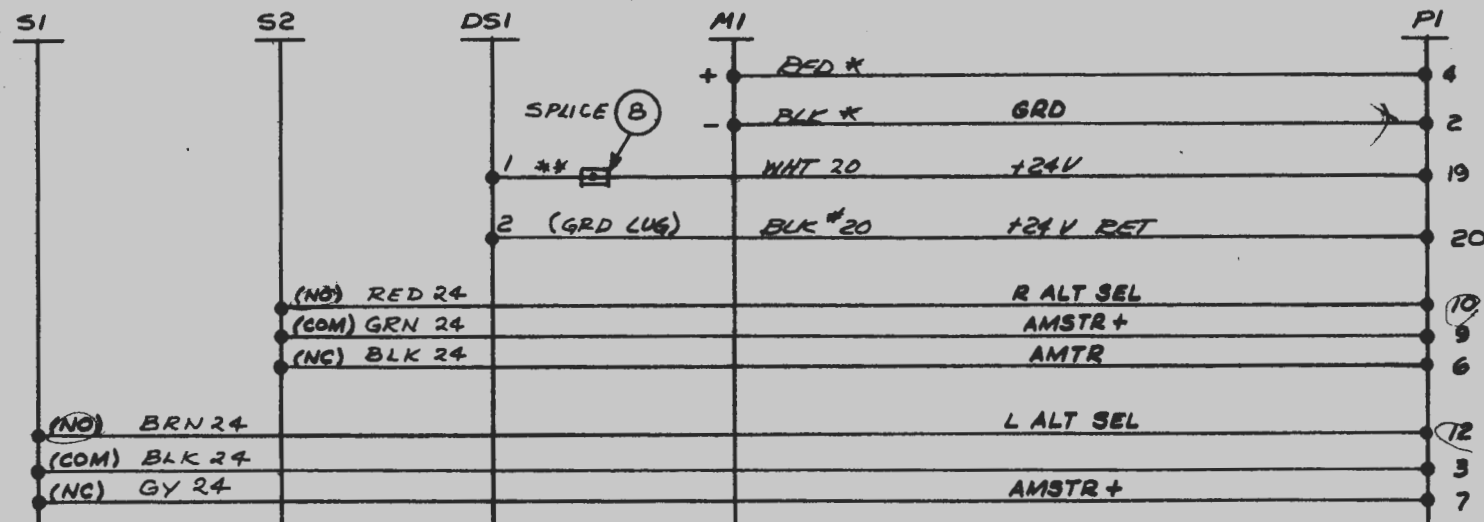 S1 S2 DS1 M1 P1
+ RED * 4
SPLICE B
- BLK * GRD 2
1 ** WHT 20 +24V 19
2 (GRD LUG) BLK #20 +24V RET 20
(NO) RED 24 R ALT SEL 10
(COM) GRN 24 AMSTR + 9
(NC) BLK 24 AMTR 6
(NO) BRN 24 L ALT SEL 12
(COM) BLK 24 3
(NC) GY 24 AMSTR + 7